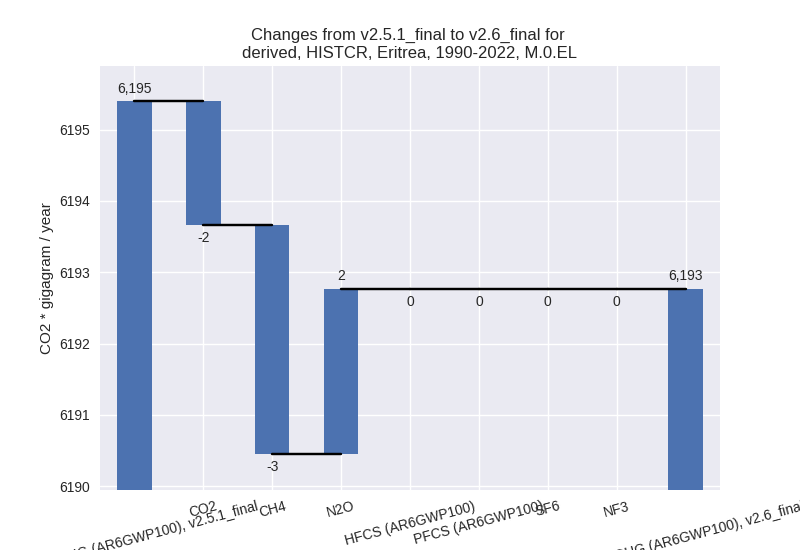 Changes from v2.5.1_final to v2.6_final for
derived, HISTCR, Eritrea, 1990-2022, M.0.EL
CO2 * gigagram / year
6195
6194
6193
6192
6191
6190
6,195
-2
-3
2
0
0
0
0
6,193
(AR6GWP100), v2.5.1_final
CO2
CH4
N2O
HFCS (AR6GWP100)
PFCS (AR6GWP100)
SF6
NF3
(AR6GWP100), v2.6_final